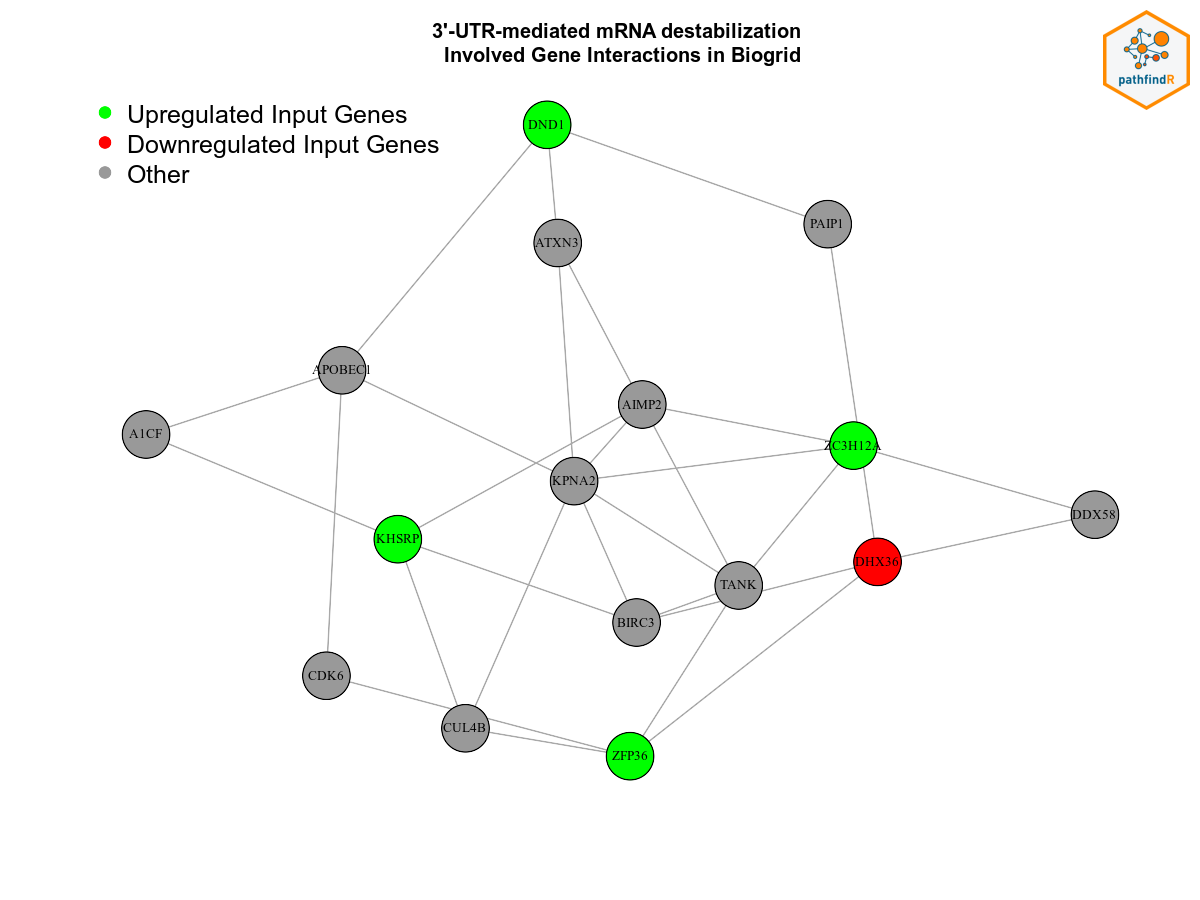 3'-UTR-mediated mRNA destabilization
Involved Gene Interactions in Biogrid
pathfindR
Upregulated Input Genes
Downregulated Input Genes
Other
DND1
PAIP1
ATXN3
APOBEC1
AIMP2
A1CF
ZC3H12A
KPNA2
DDX58
KHSRP
DHX36
TANK
BIRC3
CDK6
CUL4B
ZFP36